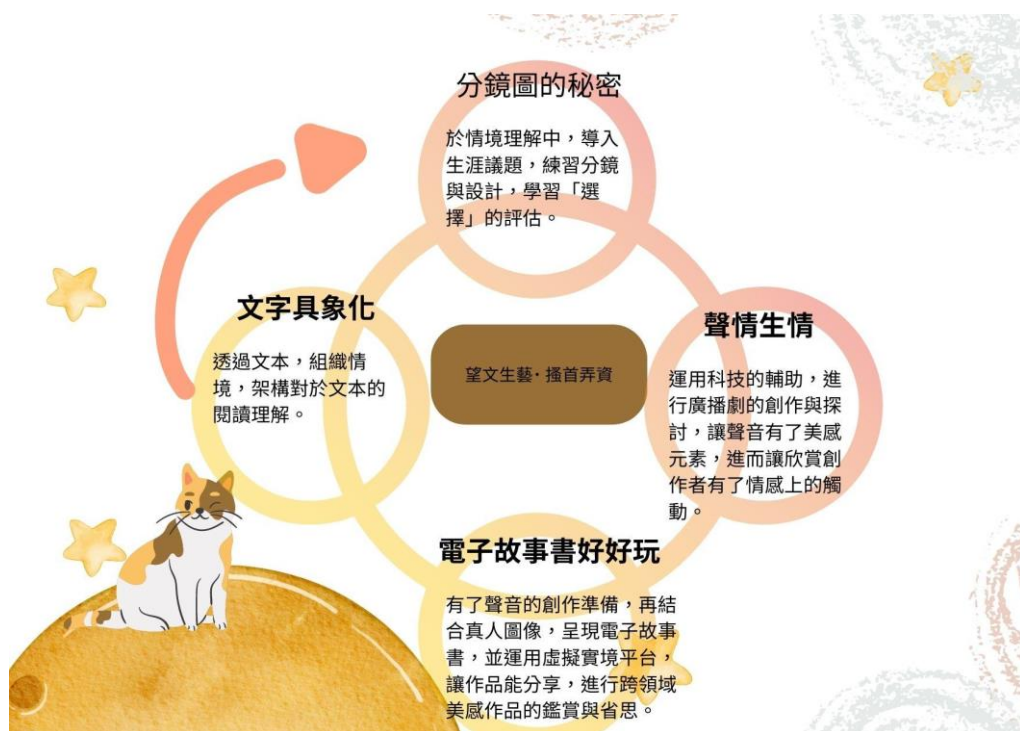 分鏡圖的秘密
於情境理解中，導入
生涯議題，練習分鏡
與設計，學習「選
擇」的評估。
文字具象化
透過文本，組織情
境，架構對於文本的
閱讀理解。
望文生藝·搔首弄資
聲情生情
運用科技的輔助，進
行廣播劇的創作與探
討，讓聲音有了美感
元素，進而讓欣賞創
作者有了情感上的觸
動。
電子故事書好好玩
有了聲音的創作準備，再結
合真人圖像，呈現電子故事
書，並運用虛擬實境平台，
讓作品能分享，進行跨領域
美感作品的鑑賞與省思。